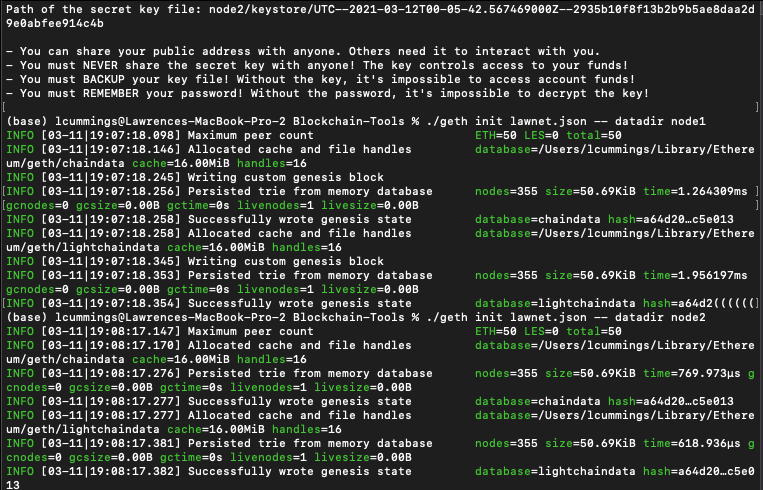 Path of the secret key file: node2/keystore/UTC--2021-03-12T00-05-42.567469000Z--2935b10f8f13b2b9b5ae8daa2d
9e0abfee914c4b
- You can share your public address with anyone. Others need it to interact with you.
- You must NEVER share the secret key with anyone! The key controls access to your funds!
- You must BACKUP your key file! Without the key, it's impossible to access account funds!
- You must REMEMBER your password! Without the password, it's impossible to decrypt the key!
[ ]
(base) lcummings@Lawrences-MacBook-Pro-2 Blockchain-Tools % ./geth init lawnet.json -- datadir node1
INFO [03-11|19:07:18.098] Maximum peer count ETH=50 LES=0 total=50
INFO [03-11|19:07:18.146] Allocated cache and file handles database=/Users/lcummings/Library/Ethere
um/geth/chaindata cache=16.00MiB handles=16
INFO [03-11|19:07:18.245] Writing custom genesis block
[INFO [03-11|19:07:18.256] Persisted trie from memory database nodes=355 size=50.69KiB time=1.264309ms ]
[gcnodes=0 gcsize=0.00B gctime=0s livenodes=1 livesize=0.00B ]
INFO [03-11|19:07:18.258] Successfully wrote genesis state database=chaindata hash=a64d20…c5e013
INFO [03-11|19:07:18.258] Allocated cache and file handles database=/Users/lcummings/Library/Ethere
um/geth/lightchaindata cache=16.00MiB handles=16
INFO [03-11|19:07:18.345] Writing custom genesis block
INFO [03-11|19:07:18.353] Persisted trie from memory database nodes=355 size=50.69KiB time=1.956197ms
gcnodes=0 gcsize=0.00B gctime=0s livenodes=1 livesize=0.00B
[INFO [03-11|19:07:18.354] Successfully wrote genesis state database=lightchaindata hash=a64d2((((((]
(base) lcummings@Lawrences-MacBook-Pro-2 Blockchain-Tools % ./geth init lawnet.json -- datadir node2
INFO [03-11|19:08:17.147] Maximum peer count ETH=50 LES=0 total=50
INFO [03-11|19:08:17.170] Allocated cache and file handles database=/Users/lcummings/Library/Ethere
um/geth/chaindata cache=16.00MiB handles=16
INFO [03-11|19:08:17.276] Persisted trie from memory database nodes=355 size=50.69KiB time=769.973µs g
cnodes=0 gcsize=0.00B gctime=0s livenodes=1 livesize=0.00B
INFO [03-11|19:08:17.277] Successfully wrote genesis state database=chaindata hash=a64d20…c5e013
INFO [03-11|19:08:17.277] Allocated cache and file handles database=/Users/lcummings/Library/Ethere
um/geth/lightchaindata cache=16.00MiB handles=16
INFO [03-11|19:08:17.381] Persisted trie from memory database nodes=355 size=50.69KiB time=618.936µs g
cnodes=0 gcsize=0.00B gctime=0s livenodes=1 livesize=0.00B
INFO [03-11|19:08:17.382] Successfully wrote genesis state database=lightchaindata hash=a64d20…c5e0
13